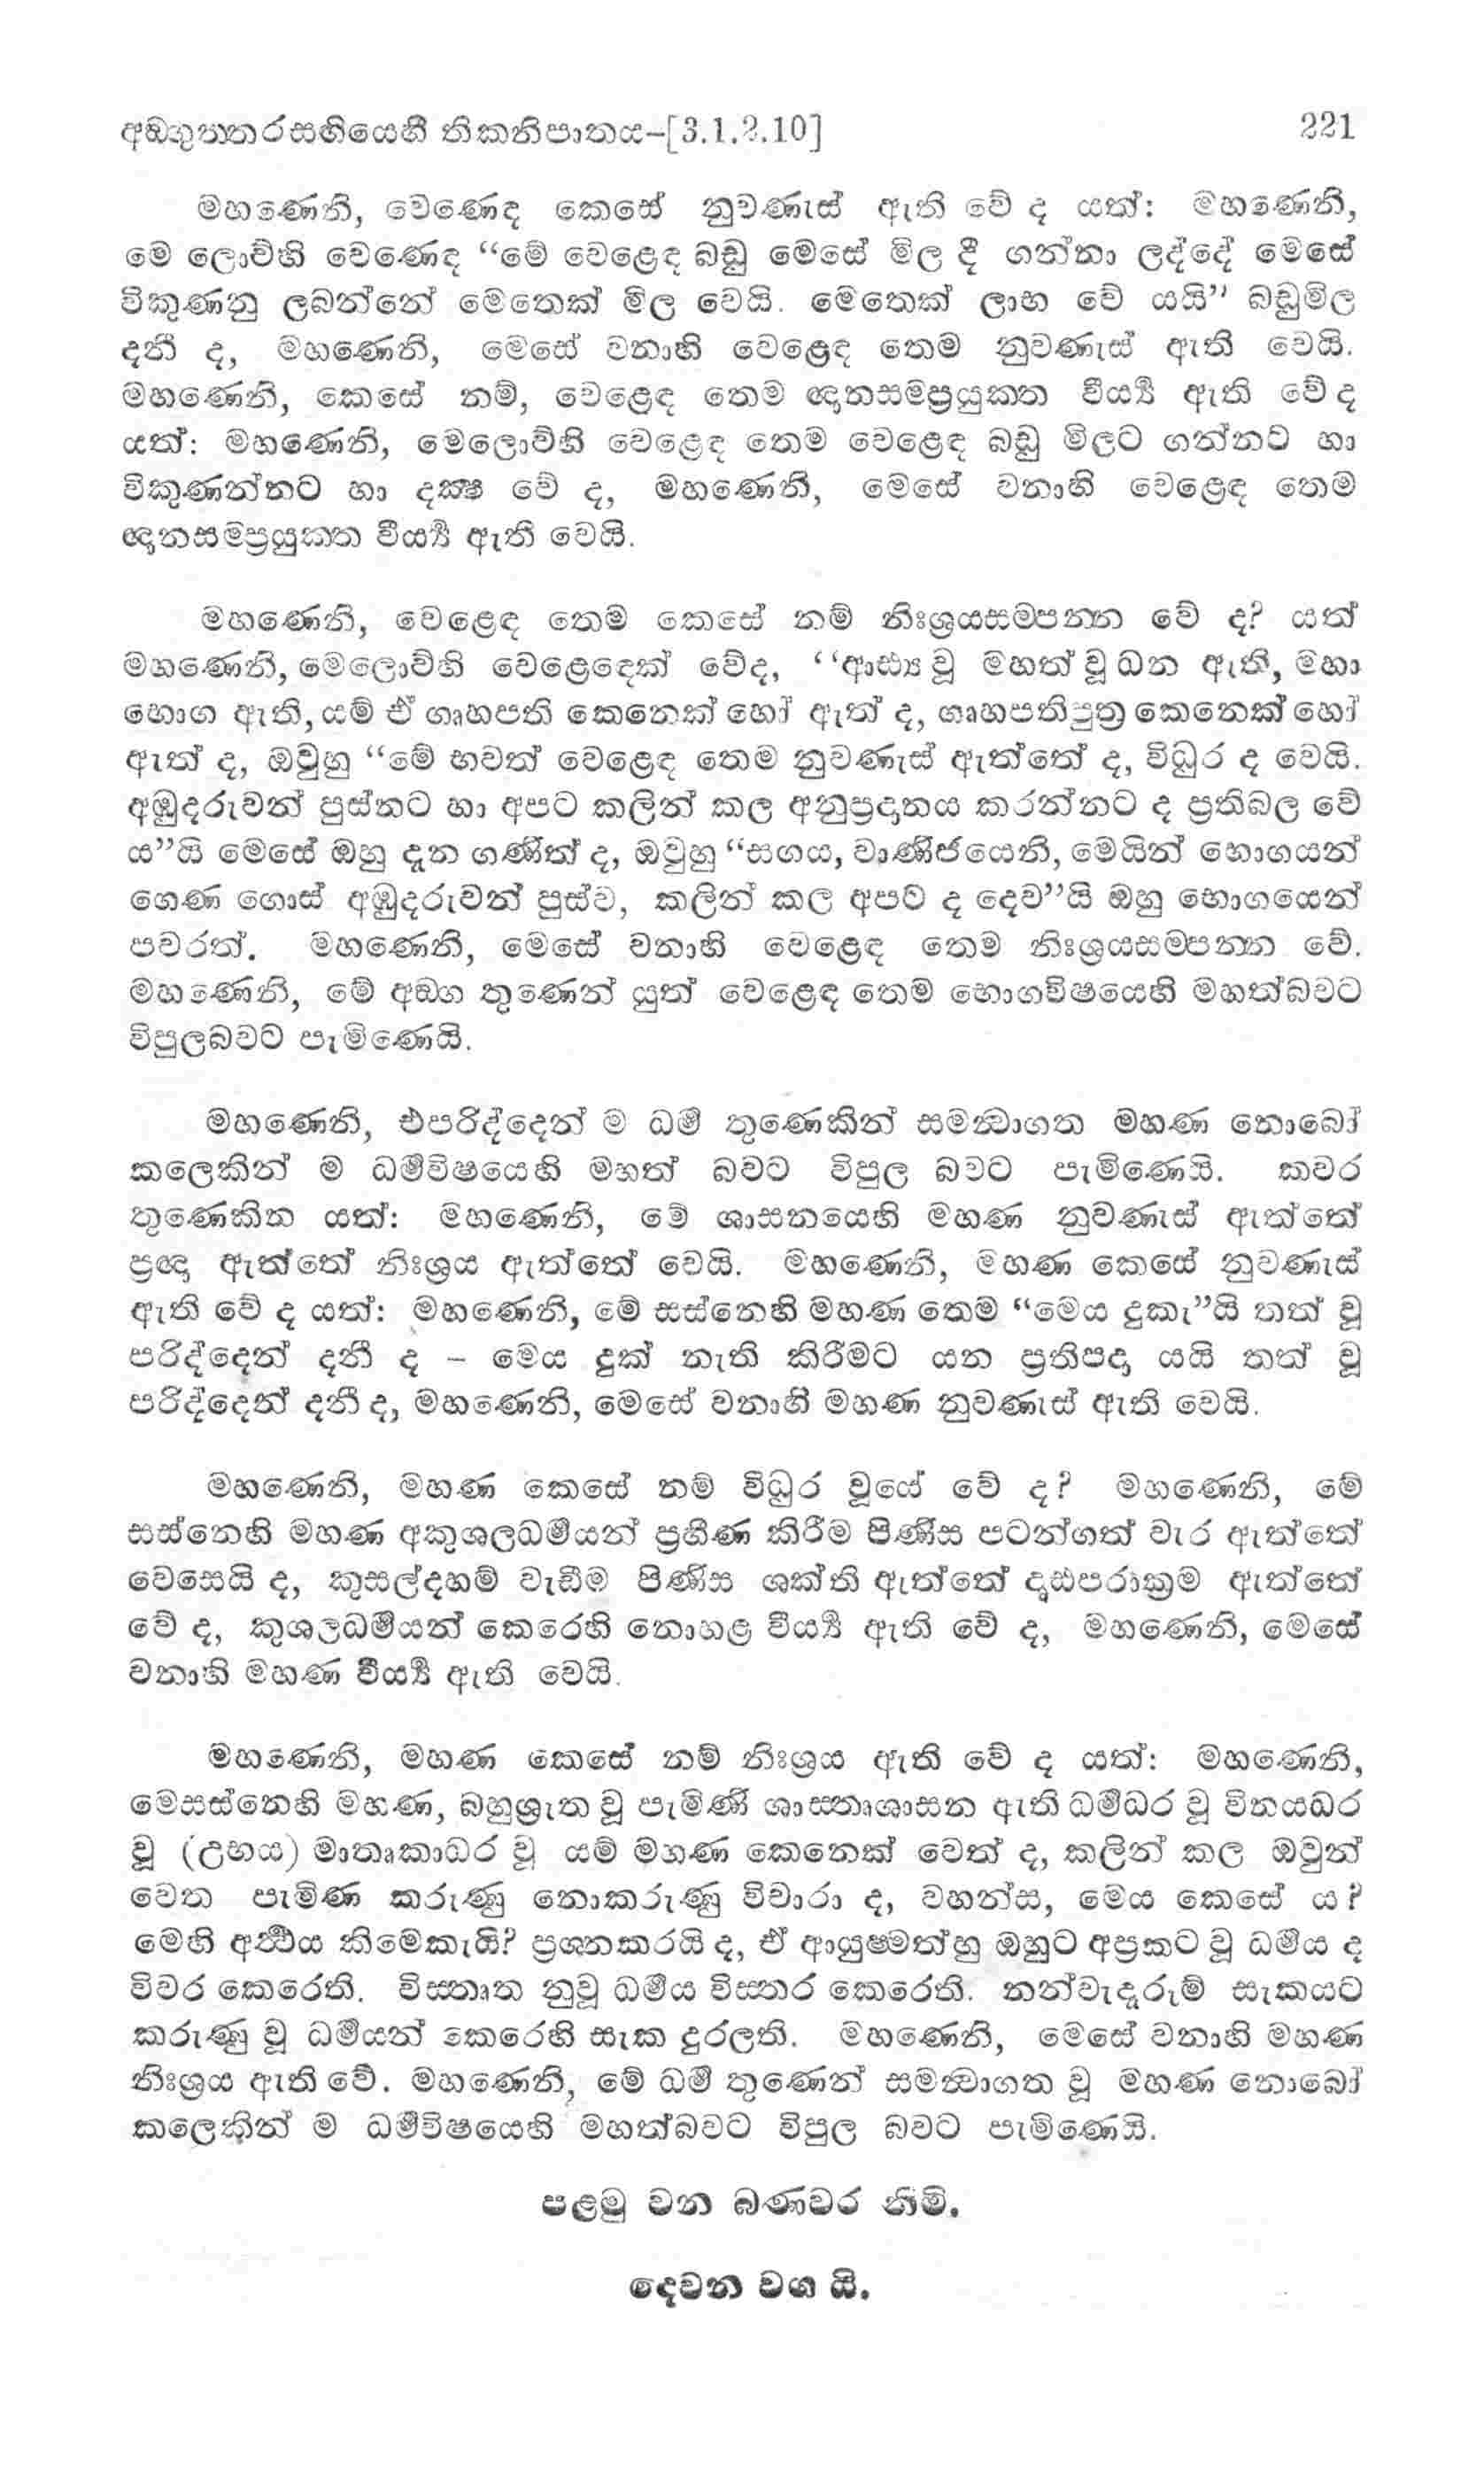 අඞ්ගුත්තරසඟියෙහි තිකනිපාතය–[3.1.2.10] 221
මහණෙනි, වෙණෙඳ කෙසේ නුවණැස් ඇති වේ ද යත්: මහණෙනි,
මෙ ලොව්හි වෙණෙඳ “මේ වෙළෙඳ බඩු මෙසේ මිල දී ගන්නා ලද්දේ මෙසේ
විකුණනු ලබන්නේ මෙතෙක් මිල වෙයි. මෙතෙක් ලාභ වේ යයි” බඩුමිල
දනී ද, මහණෙනි, මෙසේ වනාහි වෙළෙඳ තෙම නුවණැස් ඇතී වෙයි.
මහණෙනි, කෙසේ නම්, වෙළෙඳ තෙම ඥානසම්ප්‍රයුක්ත වීර්‍ය්‍ය ඇති වේ ද
යත්: මහණෙනි, මෙලොව්හි වෙළෙඳ තෙම වෙළෙඳ බඩු මිලට ගන්නට හා
විකුණන්නට හා දක්ෂ වේ ද, මහණෙනි, මෙසේ වනාහි වෙළෙඳ තෙම
ඥානසම්ප්‍රයුක්ත වීර්‍ය්‍ය ඇතී වෙයි.
මහණෙනි, වෙළෙඳ තෙම කෙසේ නම් නිඃශ්‍රයසම්පන්න වේ ද? යත්
මහණෙනි, මෙලොව්හි වෙළෙඳෙක් වේද, ‘‘ආඪ්‍ය වූ මහත් වූ ධන ඇති, මහා
භොග ඇති, යම් ඒ ගෘහපති කෙනෙක් හෝ ඇත් ද, ගෘහපතිපුත්‍ර කෙනෙක් හෝ
ඇත් ද, ඔවුහු “මේ භවත් වෙළෙඳ තෙම නුවණැස් ඇත්තේ ද, විධුර ද වෙයි.
අඹුදරුවන් පුස්නට හා අපට කලින් කල අනුප්‍රදානය කරන්නට ද ප්‍රතිබල වේ
ය”යි මෙසේ ඔහු දැන ගණිත් ද, ඔවුහු “සගය, වාණිජයෙනි, මෙයින් භොගයන්
ගෙණ ගොස් අඹුදරුවන් පුස්ව, කලින් කල අපට ද දෙව”යි ඔහු භොගයෙන්
පවරත්. මහණෙනි, මෙසේ වනාහි වෙළෙඳ තෙම නිඃශ්‍රයසම්පන්න වේ.
මහණෙනි, මේ අඞ්ග තුණෙන් යුත් වෙළෙඳ තෙම භොගවිෂයෙහි මහත්බවට
විපුලබවට පැමිණෙයි.
මහණෙනි, එපරිද්දෙන් ම ධර්‍ම තුණෙකින් සමන්වාගත මහණ නොබෝ
කලෙකින් ම ධර්‍මවිෂයෙහි මහත් බවට විපුල බවට පැමිණෙයි. කවර
තුණෙකින යත්: මහණෙනි, මේ ශාසනයෙහි මහණ නුවණැස් ඇත්තේ
ප්‍රඥා ඇත්තේ නිඃශ්‍රය ඇත්තේ වෙයි. මහණෙනි, මහණ කෙසේ නුවණැස්
ඇති වේ ද යත්: මහණෙනි, මේ සස්නෙහි මහණ තෙම “මෙය දුකැ”යි තත් වූ
පරිද්දෙන් දනී ද – මෙය දුක් නැති කිරීමට යන ප්‍රතිපදා යයි තත් වූ
පරිද්දෙන් දනී ද, මහණෙනි, මෙසේ වනාහි මහණ නුවණැස් ඇති වෙයි.
මහණෙනි, මහණ කෙසේ නම් විධුර වූයේ වේ ද? මහණෙනි, මේ
සස්නෙහි මහණ අකුශලධර්‍මයන් ප්‍රහීණ කිරීම පිණිස පටන්ගත් වැර ඇත්තේ
වෙසෙයි ද, කුසල්දහම් වැඩීම පිණිස ශක්ති ඇත්තේ දෘඪපරාක්‍රම ඇත්තේ
වේ ද, කුශලධර්‍මයන් කෙරෙහි නොහළ වීර්‍ය්‍ය ඇති වේ ද, මහණෙනි, මෙසේ
වනාහි මහණ වීර්‍ය්‍ය ඇති වෙයි.
මහණෙනි, මහණ කෙසේ නම් නිඃශ්‍රය ඇති වේ ද යත්: මහණෙනි,
මෙසස්නෙහි මහණ, බහුශ්‍රුත වූ පැමිණි ශාස්තෘශාසන ඇති ධර්‍මධර වූ විනයධර
වූ (උභය) මාතෘකාධර වූ යම් මහණ කෙනෙක් වෙත් ද, කලින් කල ඔවුන්
වෙත පැමිණ කරුණු නොකරුණු විචාරා ද, වහන්ස, මෙය කෙසේ ය?
මෙහි අර්‍ථය කිමෙකැයි? ප්‍රශ්නකරයි ද, ඒ ආයුෂ්මත්හු ඔහුට අප්‍රකට වූ ධර්‍මය ද
විවර කෙරෙති. විස්තෘත නුවූ ධර්‍මය විස්තර කෙරෙති. නන්වැදෑරුම් සැකයට
කරුණු වූ ධර්‍මයන් කෙරෙහි සැක දුරලති. මහණෙනි, මෙසේ වනාහි මහණ
නිඃශ්‍රය ඇති වේ. මහණෙනි, මේ ධර්‍ම තුණෙන් සමන්වාගත වූ මහණ නොබෝ
කලෙකින් ම ධර්‍මවිෂයෙහි මහත්බවට විපුල බවට පැමිණෙයි.
පළමු වන බණවර නිමි.
දෙවන වග යි.